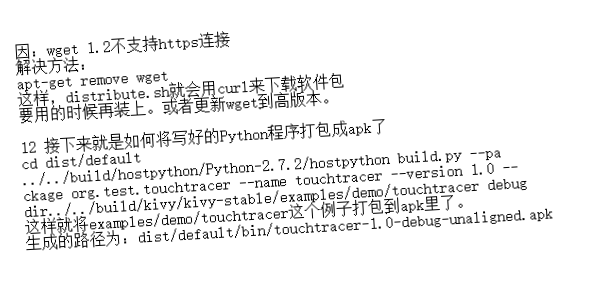 因：wget 1.2不支持https连接
解决方法：
apt-get remove wget
这样，distribute.sh就会用curl来下载软件包
要用的时候再装上。或者更新wget到高版本。
12 接下来就是如何将写好的Python程序打包成apk了
cd dist/default
../../build/hostpython/Python-2.7.2/hostpython build.py --pa
ckage org.test.touchtracer --name touchtracer --version 1.0 --
dir../../build/kivy/kivy-stable/examples/demo/touchtracer debug
这样就将examples/demo/touchtracer这个例子打包到apk里了。
生成的路径为：dist/default/bin/touchtracer-1.0-debug-unaligned.apk